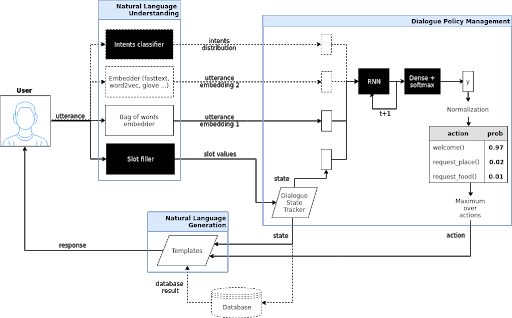 Natural Language
Understanding
Dialogue Policy Management
Intents classifier
intents
distribution
Embedder (fasttext,
word2vec, glove ...)
utterance
embedding 2
RNN
Dense +
softmax
y
User
utterance
t+1
Normalization
Bag of words
embedder
utterance
embedding 1
action
prob
welcome()
0.97
request_place()
0.02
request_food()
0.01
Slot filler
slot values
state
Dialogue
State
Tracker
Maximum
over
actions
Natural Language
Generation
state
action
response
Templates
database
result
Database